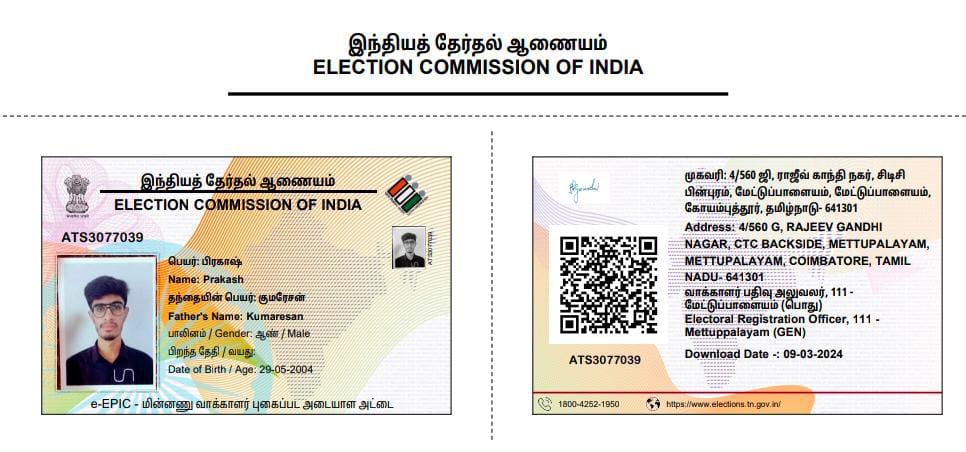 இந்தியத் தேர்தல் ஆணையம்
ELECTION COMMISSION OF INDIA
இந்தியத் தேர்தல் ஆணையம்
ELECTION COMMISSION OF INDIA
ATS3077039
ATS3077039
பெயர்: பிரகாஷ்
Name: Prakash
தந்தையின் பெயர்: குமரேசன்
Father's Name: Kumaresan
பாலினம் / Gender: ஆண் / Male
பிறந்த தேதி / வயது:
Date of Birth / Age: 29-05-2004
e-EPIC - மின்னணு வாக்காளர் புகைப்பட அடையாள அட்டை
முகவரி: 4/560 ஜி, ராஜீவ் காந்தி நகர், சிடிசி
பின்புரம், மேட்டுப்பாளையம், மேட்டுப்பாளையம்,
கோயம்புத்தூர், தமிழ்நாடு- 641301
Address: 4/560 G, RAJEEV GANDHI
NAGAR, CTC BACKSIDE, METTUPALAYAM,
METTUPALAYAM, COIMBATORE, TAMIL
NADU- 641301
வாக்காளர் பதிவு அலுவலர், 111 -
மேட்டுப்பாளையம் (பொது)
Electoral Registration Officer, 111 -
Mettuppalayam (GEN)
ATS3077039
Download Date -: 09-03-2024
1800-4252-1950
https://www.elections.tn.gov.in/